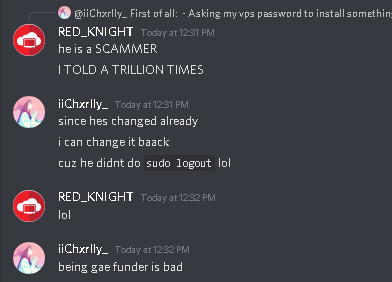 @iiChxrlly_ First of all: - Asking my vps password to install somethin
RED_KNIGHT Today at 12:31 PM
he is a SCAMMER
I TOLD A TRILLION TIMES
iiChxrlly_ Today at 12:31 PM
since hes changed already
i can change it baack
cuz he didnt do sudo logout lol
RED_KNIGHT Today at 12:32 PM
lol
iiChxrlly_ Today at 12:32 PM
being gae funder is bad